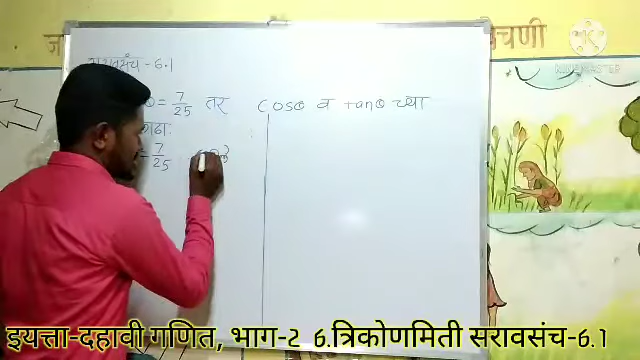 सरावसंच - 6.1
θ = 7/25 तर cosθ व tanθ च्या
काढा:
= 7/25
KINEMASTER
इयत्ता-दहावी गणित, भाग-2 6.त्रिकोणमिती सरावसंच-6.1